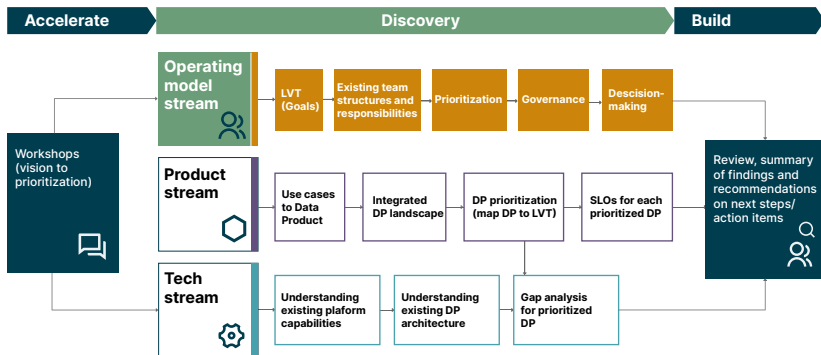 Accelerate
Discovery
Build
Operating
model
stream
LVT
(Goals)
Existing team
structures and
responsibilities
Prioritization
Governance
Descision-
making
Workshops
(vision to
prioritization)
Product
stream
Use cases
to Data
Product
Integrated
DP landscape
DP prioritization
(map DP to LVT)
SLOs for each
prioritized DP
Review, summary
of findings and
recommendations
on next steps/
action items
Tech
stream
Understanding
existing plaform
capabilities
Understanding
existing DP
architecture
Gap analysis
for prioritized
DP